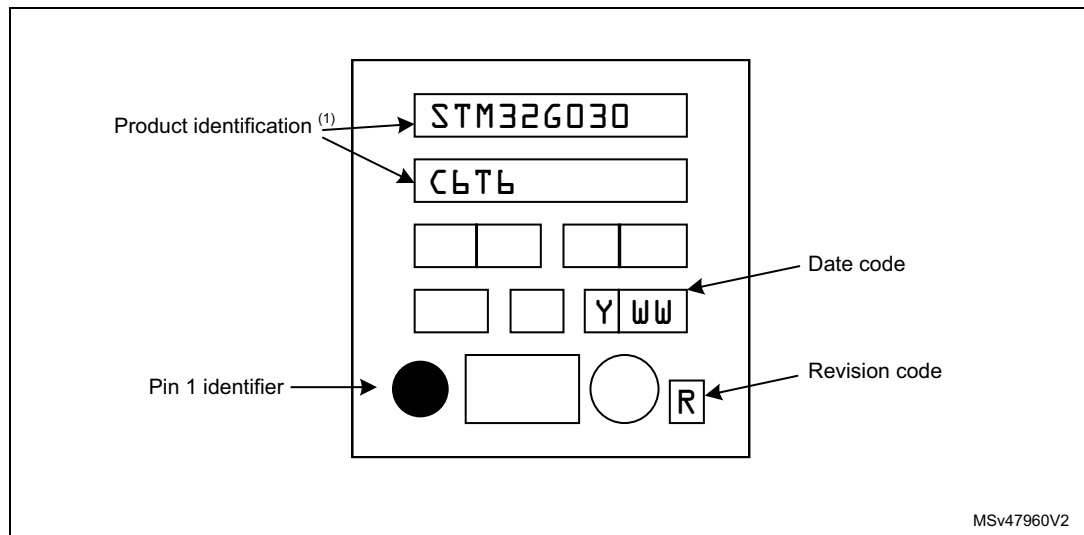 STM32G030
Product identification (1)
C6T6
Date code
Y WW
Pin 1 identifier
Revision code
R
MSv47960V2